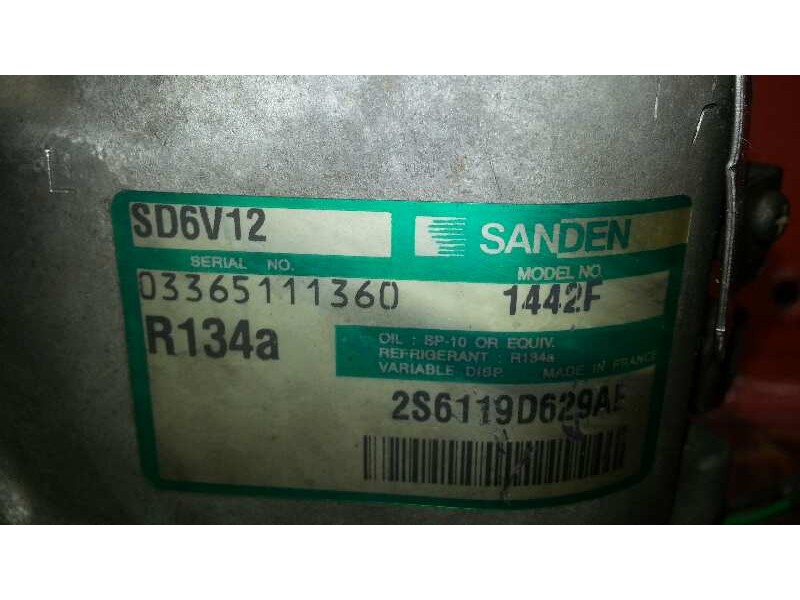 SD6V12
SANDEN
SERIAL NO.
MODEL NO.
03365111360
1442F
R134a
OIL : SP-10 OR EQUIV.
REFRIGERANT : R134a
VARIABLE DISP. MADE IN FRANCE
2S6119D629AE